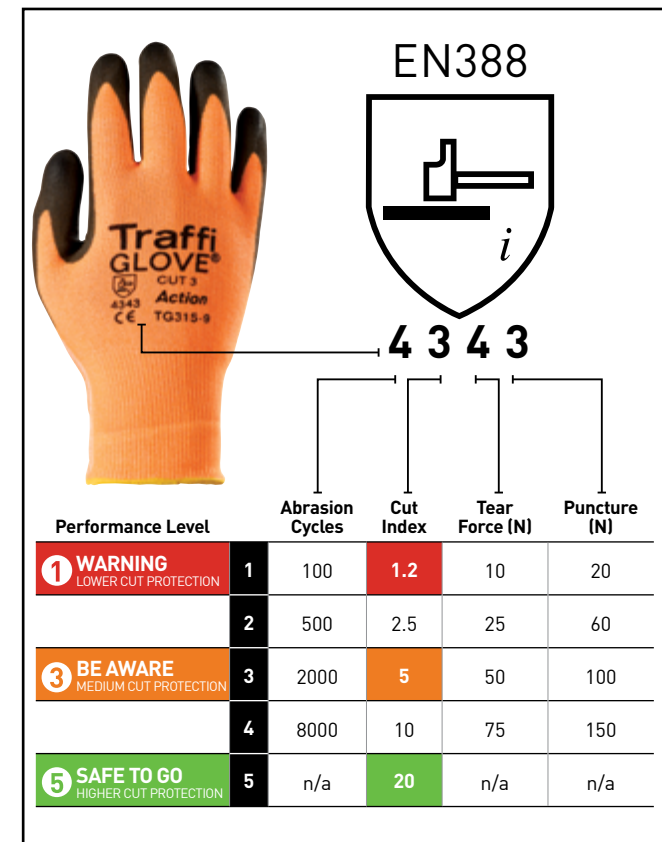 EN388
Traffi
GLOVE®
CUT 3
4343 Action
CE TG315-9
i
4 3 4 3
Performance Level Abrasion Cycles Cut Index Tear Force (N) Puncture (N)
1 WARNING LOWER CUT PROTECTION 1 100 1.2 10 20
2 500 2.5 25 60
3 BE AWARE MEDIUM CUT PROTECTION 3 2000 5 50 100
4 8000 10 75 150
5 SAFE TO GO HIGHER CUT PROTECTION 5 n/a 20 n/a n/a